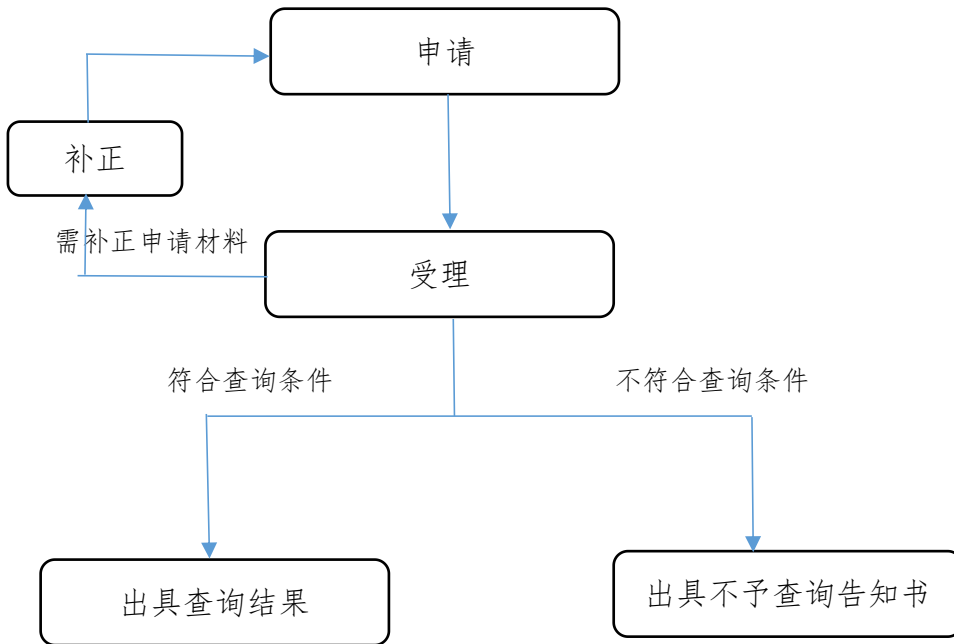 申请
补正
需补正申请材料
受理
符合查询条件
不符合查询条件
出具查询结果
出具不予查询告知书